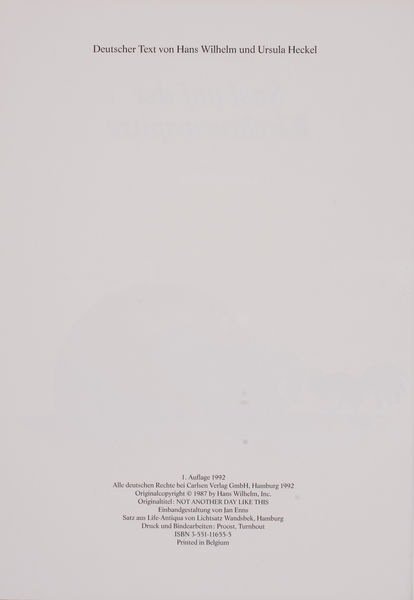 Deutscher Text von Hans Wilhelm und Ursula Heckel
1. Auflage 1992
Alle deutschen Rechte bei Carlsen Verlag GmbH, Hamburg 1992
Originalcopyright © 1987 by Hans Wilhelm, Inc.
Originaltitel: NOT ANOTHER DAY LIKE THIS
Einbandgestaltung von Jan Enns
Satz aus Life-Antiqua von Lichtsatz Wandsbek, Hamburg
Druck und Bindearbeiten: Proost, Turnhout
ISBN 3-551-11655-5
Printed in Belgium